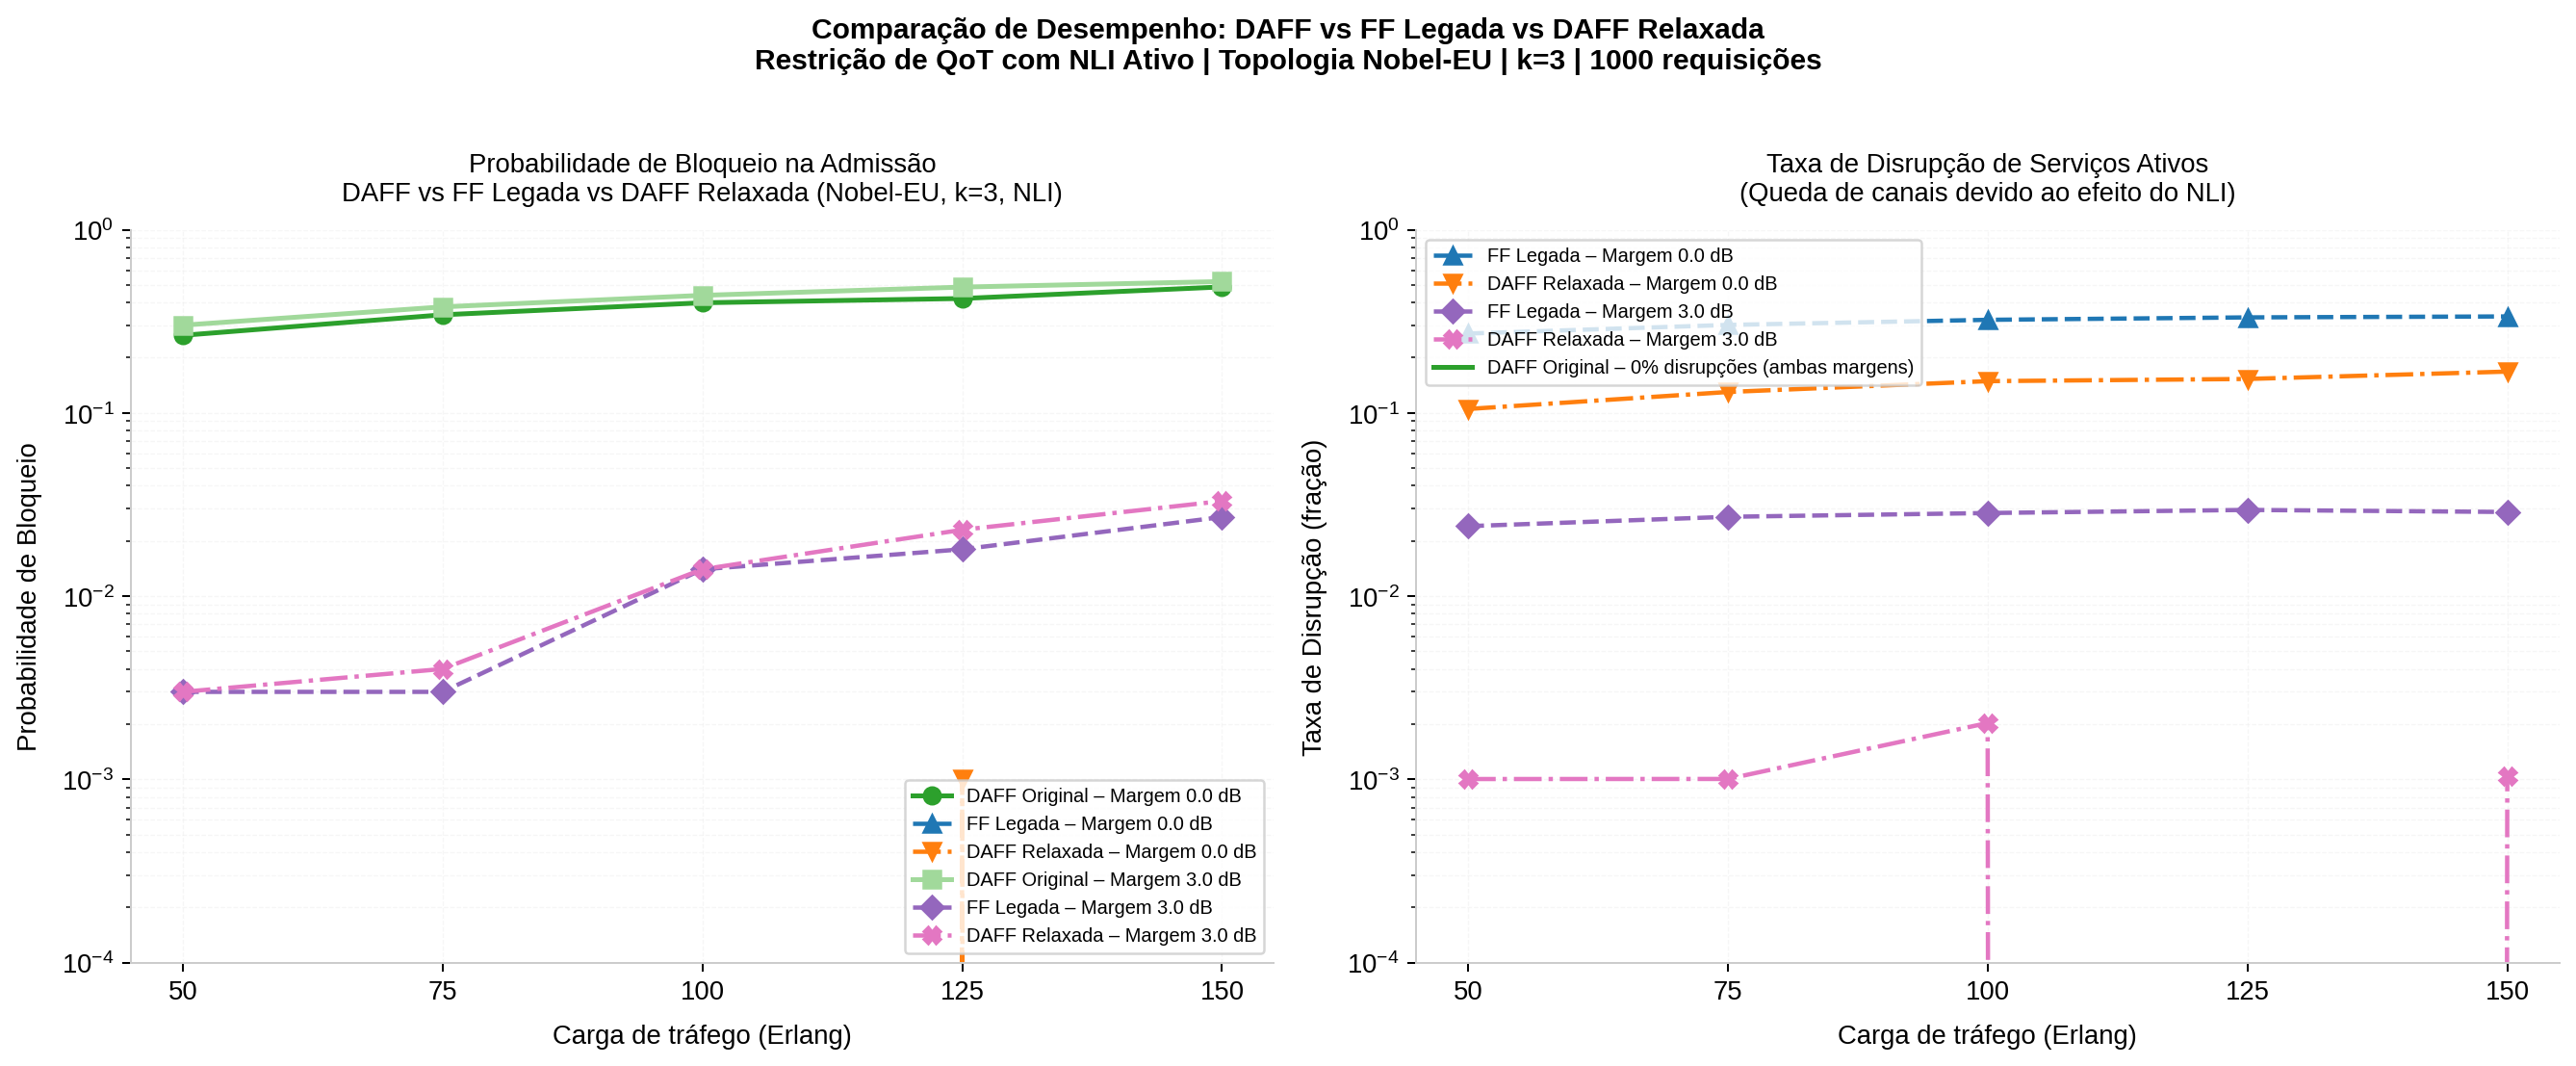 Comparação de Desempenho: DAFF vs FF Legada vs DAFF Relaxada
Restrição de QoT com NLI Ativo | Topologia Nobel-EU | k=3 | 1000 requisições
Probabilidade de Bloqueio na Admissão
DAFF vs FF Legada vs DAFF Relaxada (Nobel-EU, k=3, NLI)
Probabilidade de Bloqueio
10⁰
10⁻¹
10⁻²
10⁻³
10⁻⁴
DAFF Original – Margem 0.0 dB
FF Legada – Margem 0.0 dB
DAFF Relaxada – Margem 0.0 dB
DAFF Original – Margem 3.0 dB
FF Legada – Margem 3.0 dB
DAFF Relaxada – Margem 3.0 dB
50 75 100 125 150
Carga de tráfego (Erlang)
Taxa de Disrupção de Serviços Ativos
(Queda de canais devido ao efeito do NLI)
Taxa de Disrupção (fração)
10⁰
10⁻¹
10⁻²
10⁻³
10⁻⁴
FF Legada – Margem 0.0 dB
DAFF Relaxada – Margem 0.0 dB
FF Legada – Margem 3.0 dB
DAFF Relaxada – Margem 3.0 dB
DAFF Original – 0% disrupções (ambas margens)
50 75 100 125 150
Carga de tráfego (Erlang)